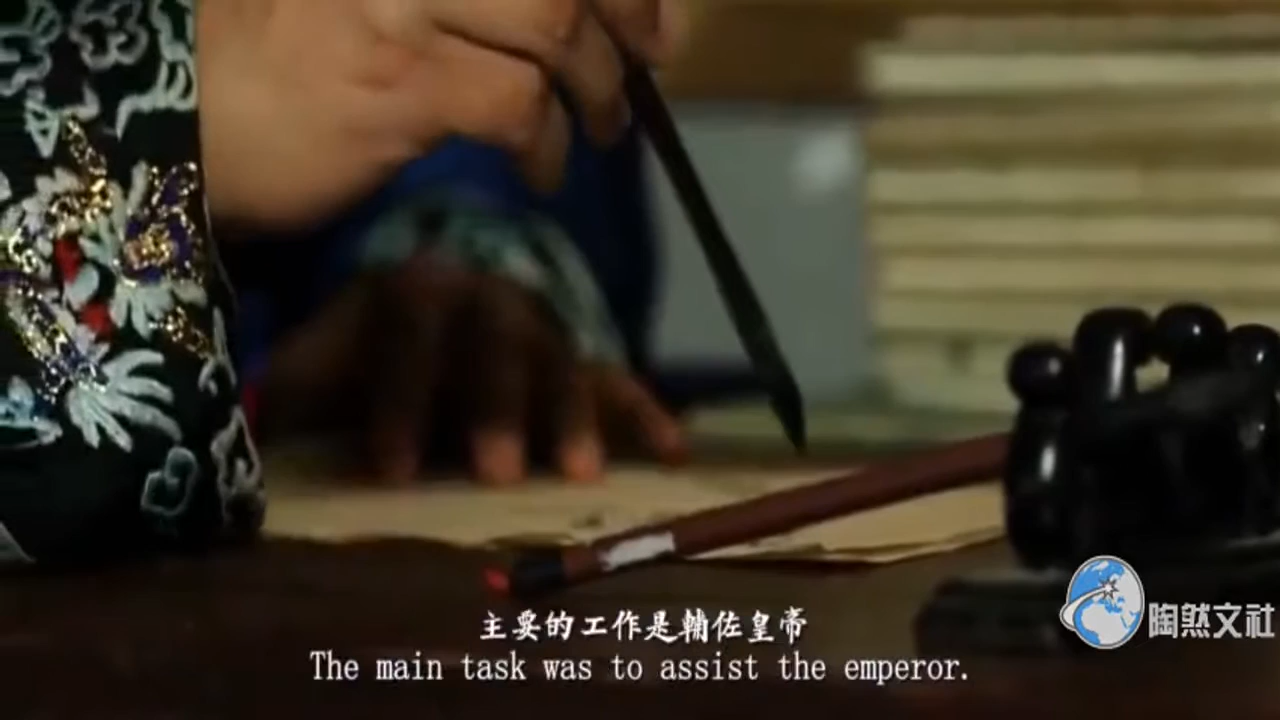 主要的工作是輔佐皇帝
The main task was to assist the emperor.
陶然文社